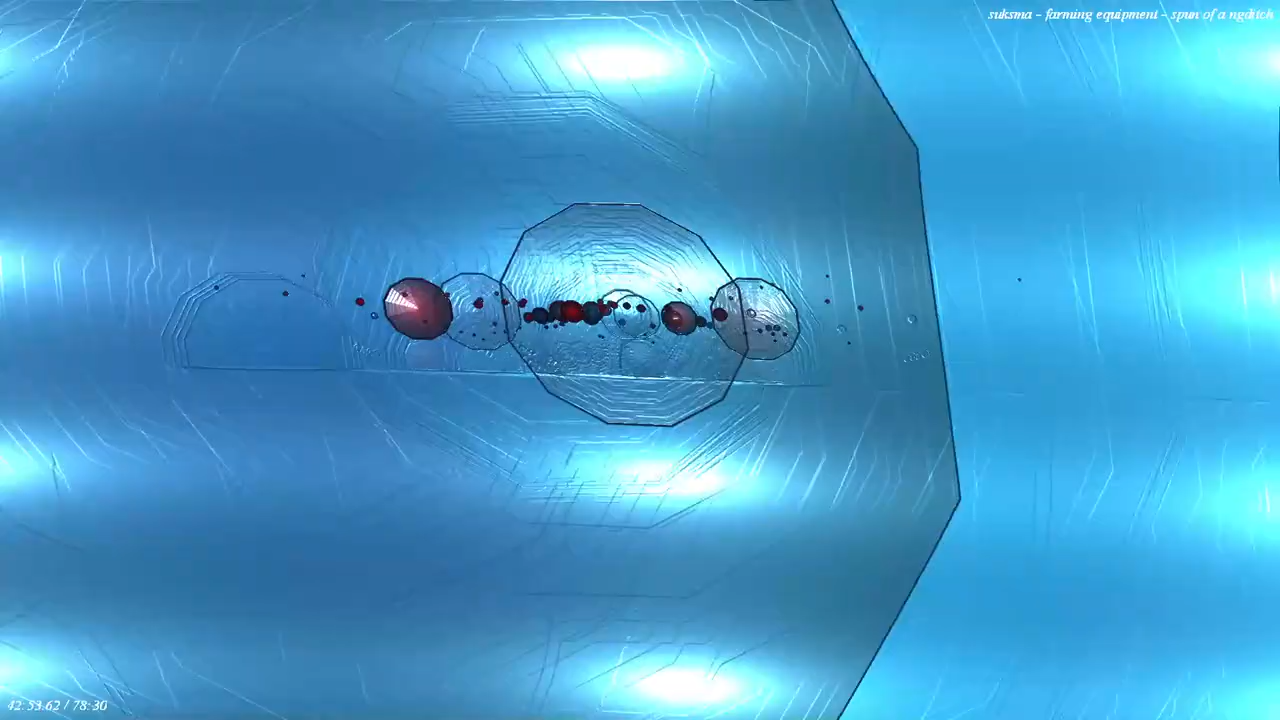 suksma - farming equipment - spun of a ngditch
42:53.62 / 78:30